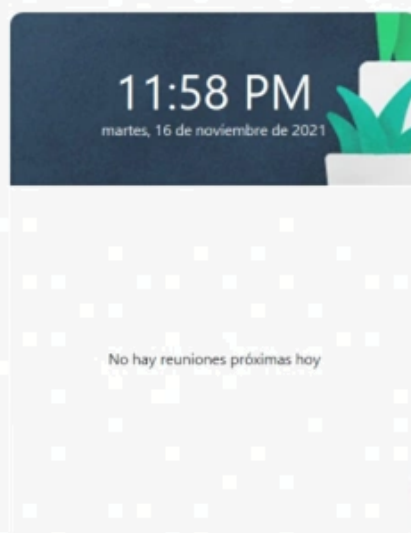 11:58 PM
martes, 16 de noviembre de 2021
No hay reuniones próximas hoy